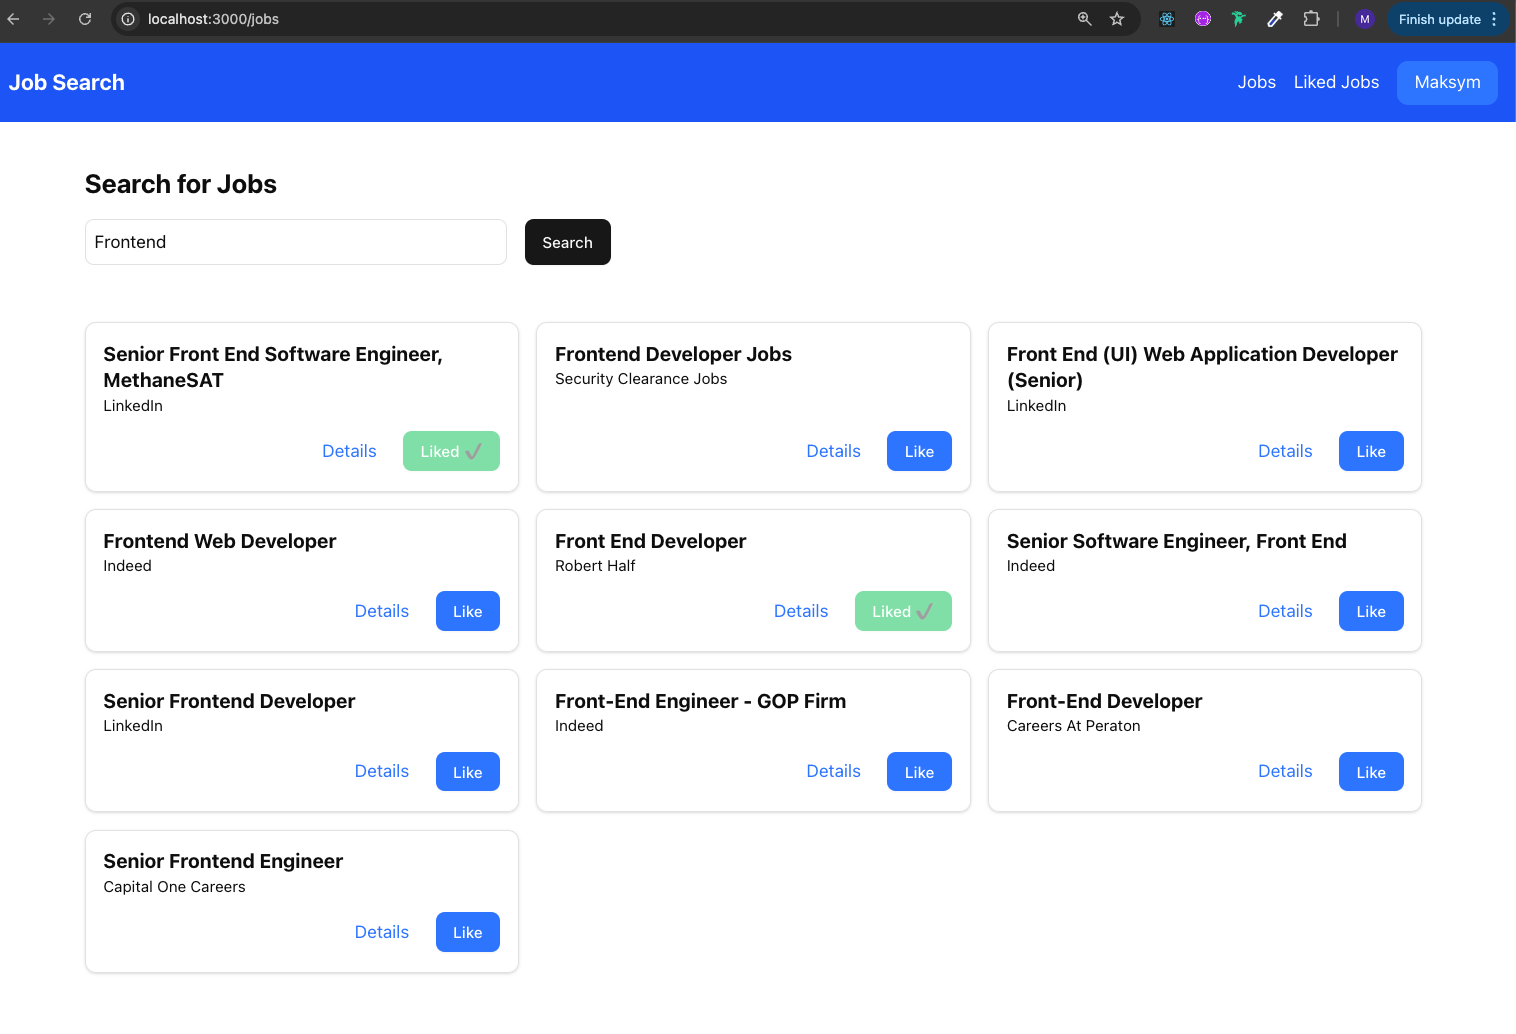 localhost:3000/jobs
M
Finish update
Job Search
Jobs
Liked Jobs
Maksym
Search for Jobs
Frontend
Search
Senior Front End Software Engineer,
MethaneSAT
LinkedIn
Details
Liked ✓
Frontend Developer Jobs
Security Clearance Jobs
Details
Like
Front End (UI) Web Application Developer
(Senior)
LinkedIn
Details
Like
Frontend Web Developer
Indeed
Details
Like
Front End Developer
Robert Half
Details
Liked ✓
Senior Software Engineer, Front End
Indeed
Details
Like
Senior Frontend Developer
LinkedIn
Details
Like
Front-End Engineer - GOP Firm
Indeed
Details
Like
Front-End Developer
Careers At Peraton
Details
Like
Senior Frontend Engineer
Capital One Careers
Details
Like